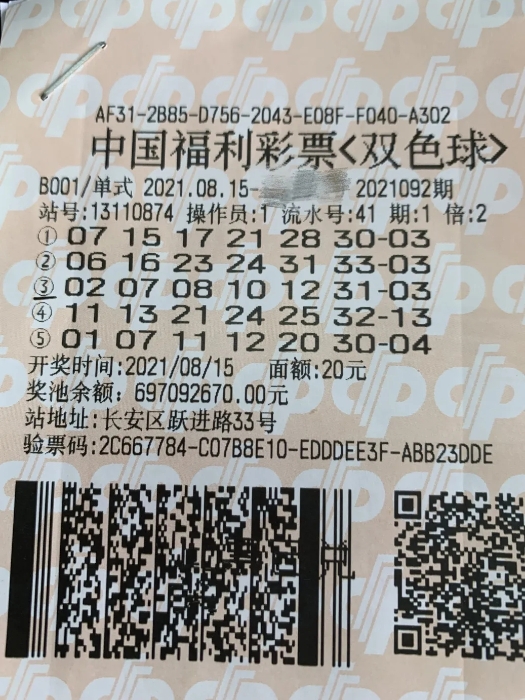 AF31-2B85-D756-2043-E08F-F040-A302
中国福利彩票<双色球>
B001/单式 2021.08.15- 2021092期
站号:13110874 操作员:1 流水号:41 期:1 倍:2
① 07 15 17 21 28 30-03
② 06 16 23 24 31 33-03
③ 02 07 08 10 12 31-03
④ 11 13 21 24 25 32-13
⑤ 01 07 11 12 20 30-04
开奖时间:2021/08/15 面额:20元
奖池余额: 697092670.00元
站地址:长安区跃进路33号
验票码:2C667784-C07B8E10-EDDDEE3F-ABB23DDE